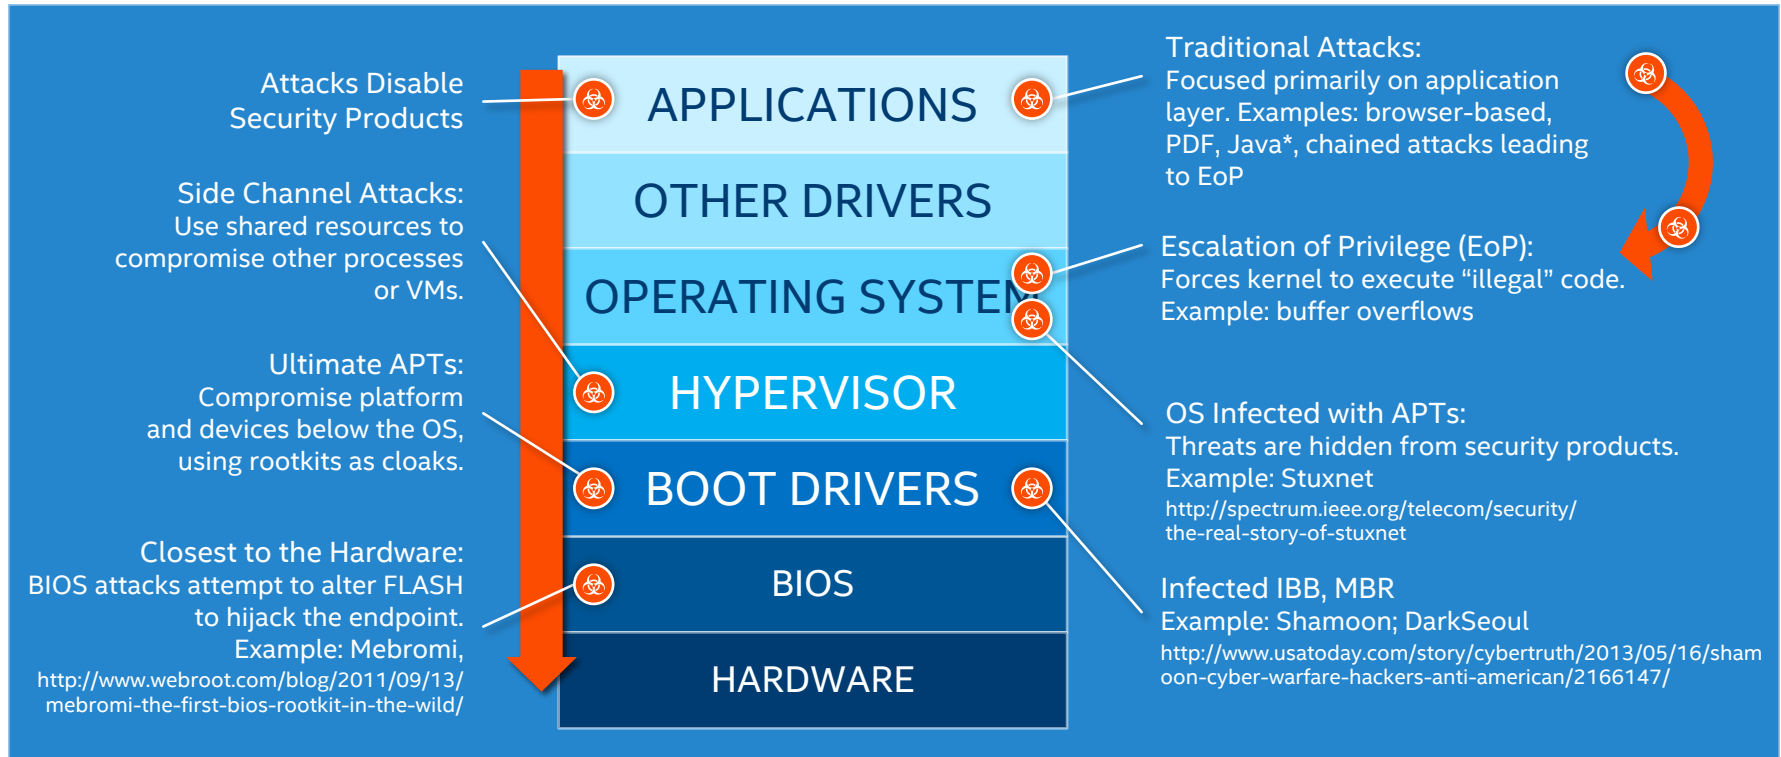 Attacks Disable
Security Products
Side Channel Attacks:
Use shared resources to
compromise other processes
or VMs.
Ultimate APTs:
Compromise platform
and devices below the OS,
using rootkits as cloaks.
Closest to the Hardware:
BIOS attacks attempt to alter FLASH
to hijack the endpoint.
Example: Mebromi,
http://www.webroot.com/blog/2011/09/13/
mebromi-the-first-bios-rootkit-in-the-wild/
APPLICATIONS
OTHER DRIVERS
OPERATING SYSTEM
HYPERVISOR
BOOT DRIVERS
BIOS
HARDWARE
Traditional Attacks:
Focused primarily on application
layer. Examples: browser-based,
PDF, Java*, chained attacks leading
to EoP
Escalation of Privilege (EoP):
Forces kernel to execute “illegal” code.
Example: buffer overflows
OS Infected with APTs:
Threats are hidden from security products.
Example: Stuxnet
http://spectrum.ieee.org/telecom/security/
the-real-story-of-stuxnet
Infected IBB, MBR
Example: Shamoon; DarkSeoul
http://www.usatoday.com/story/cybertruth/2013/05/16/sham
oon-cyber-warfare-hackers-anti-american/2166147/